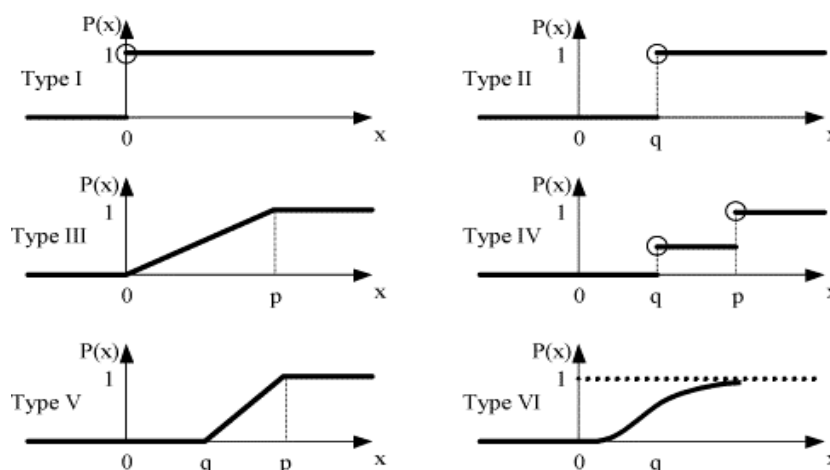 P(x)
1
Type I
0
x
P(x)
1
Type II
0
q
x
P(x)
1
Type III
0
p
x
P(x)
1
Type IV
0
q
p
x
P(x)
1
Type V
0
q
p
x
P(x)
1
Type VI
0
q
x